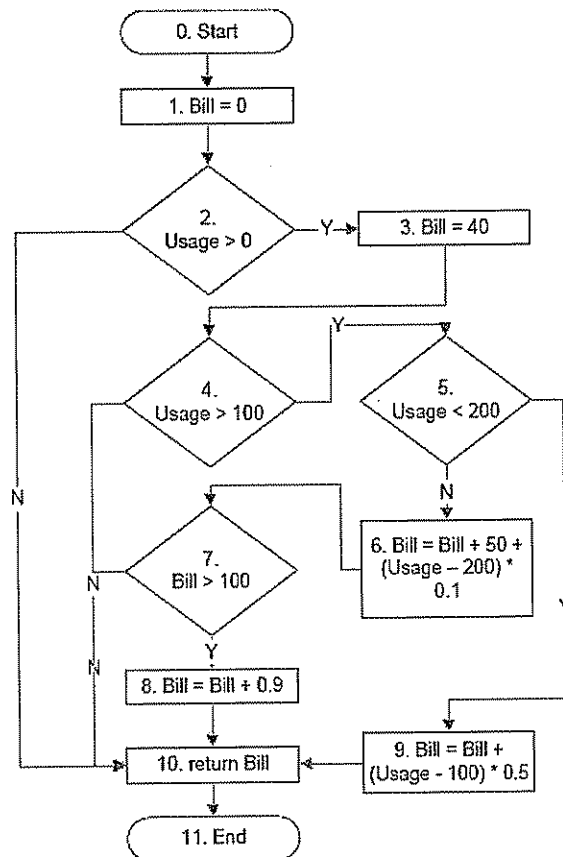 0. Start
1. Bill = 0
2.
Usage > 0
Y
3. Bill = 40
Y
4.
Usage > 100
5.
Usage < 200
N
N
7.
Bill > 100
6. Bill = Bill + 50 +
(Usage – 200) *
0.1
N
Y
Y
N
8. Bill = Bill + 0.9
10. return Bill
9. Bill = Bill +
(Usage - 100) * 0.5
11. End